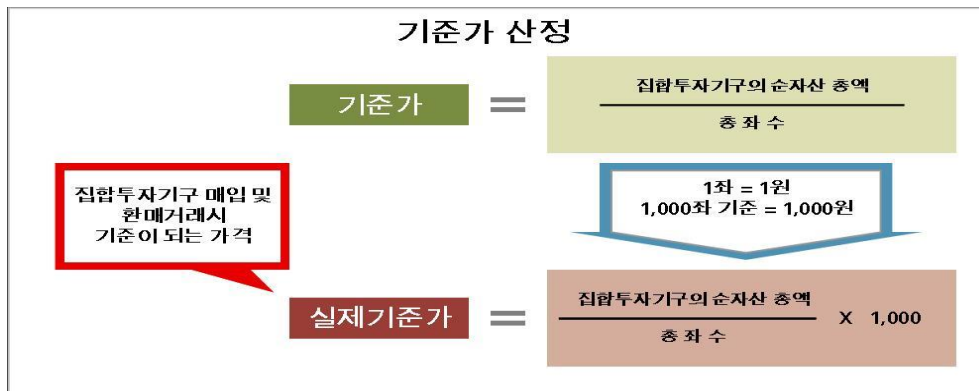 기준가 산정
기준가
=
집합투자기구의 순자산 총액
총 좌 수
집합투자기구 매입 및
환매거래시
기준이 되는 가격
1좌 = 1원
1,000좌 기준 = 1,000원
실제기준가
=
집합투자기구의 순자산 총액
총 좌 수
X 1,000